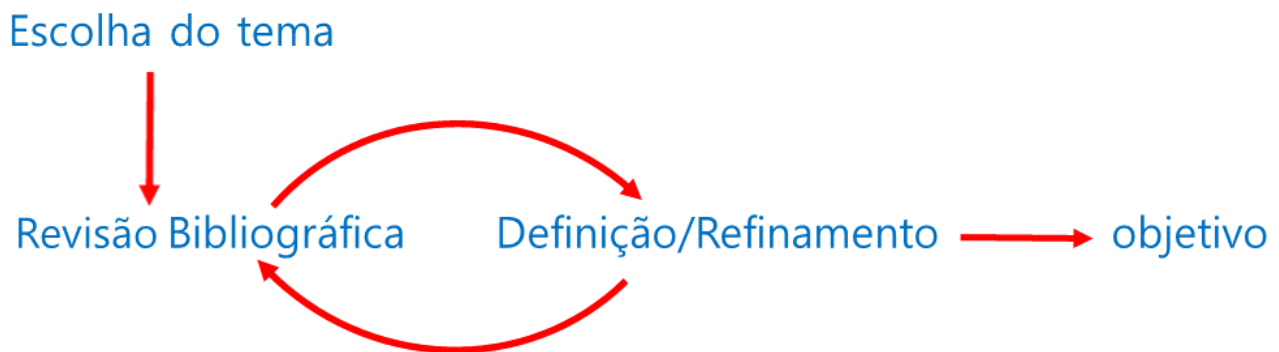 Escolha do tema
Revisão Bibliográfica Definição/Refinamento objetivo